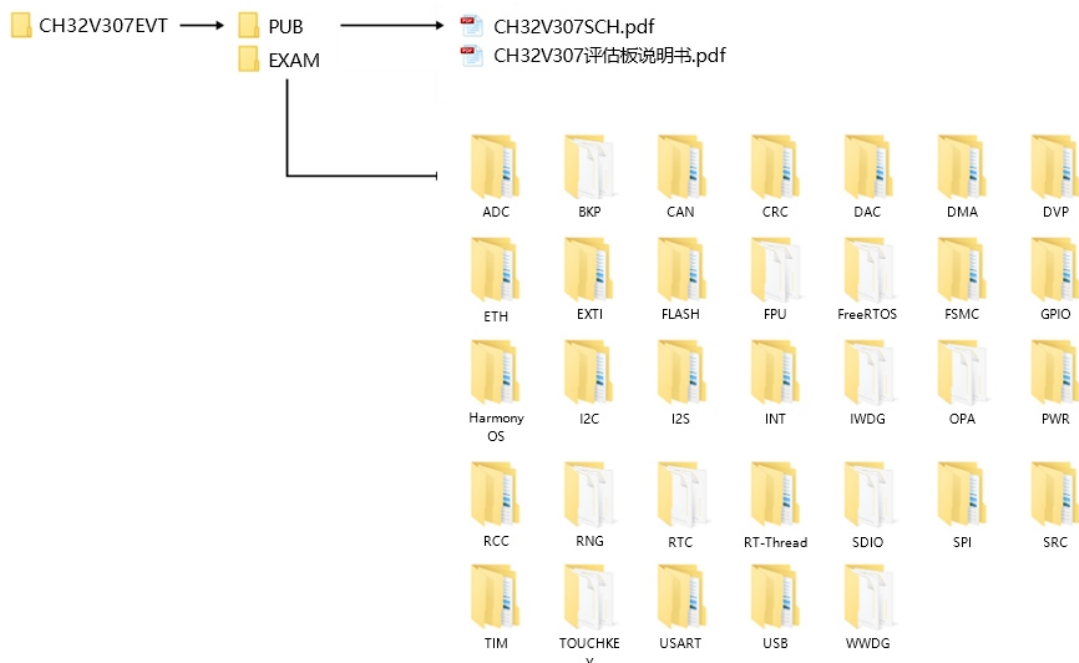 CH32V307EVT
PUB
CH32V307SCH.pdf
EXAM
CH32V307评估板说明书.pdf
ADC
BKP
CAN
CRC
DAC
DMA
DVP
ETH
EXTI
FLASH
FPU
FreeRTOS
FSMC
GPIO
Harmony
OS
I2C
I2S
INT
IWDG
OPA
PWR
RCC
RNG
RTC
RT-Thread
SDIO
SPI
SRC
TIM
TOUCHKE
Y
USART
USB
WWDG